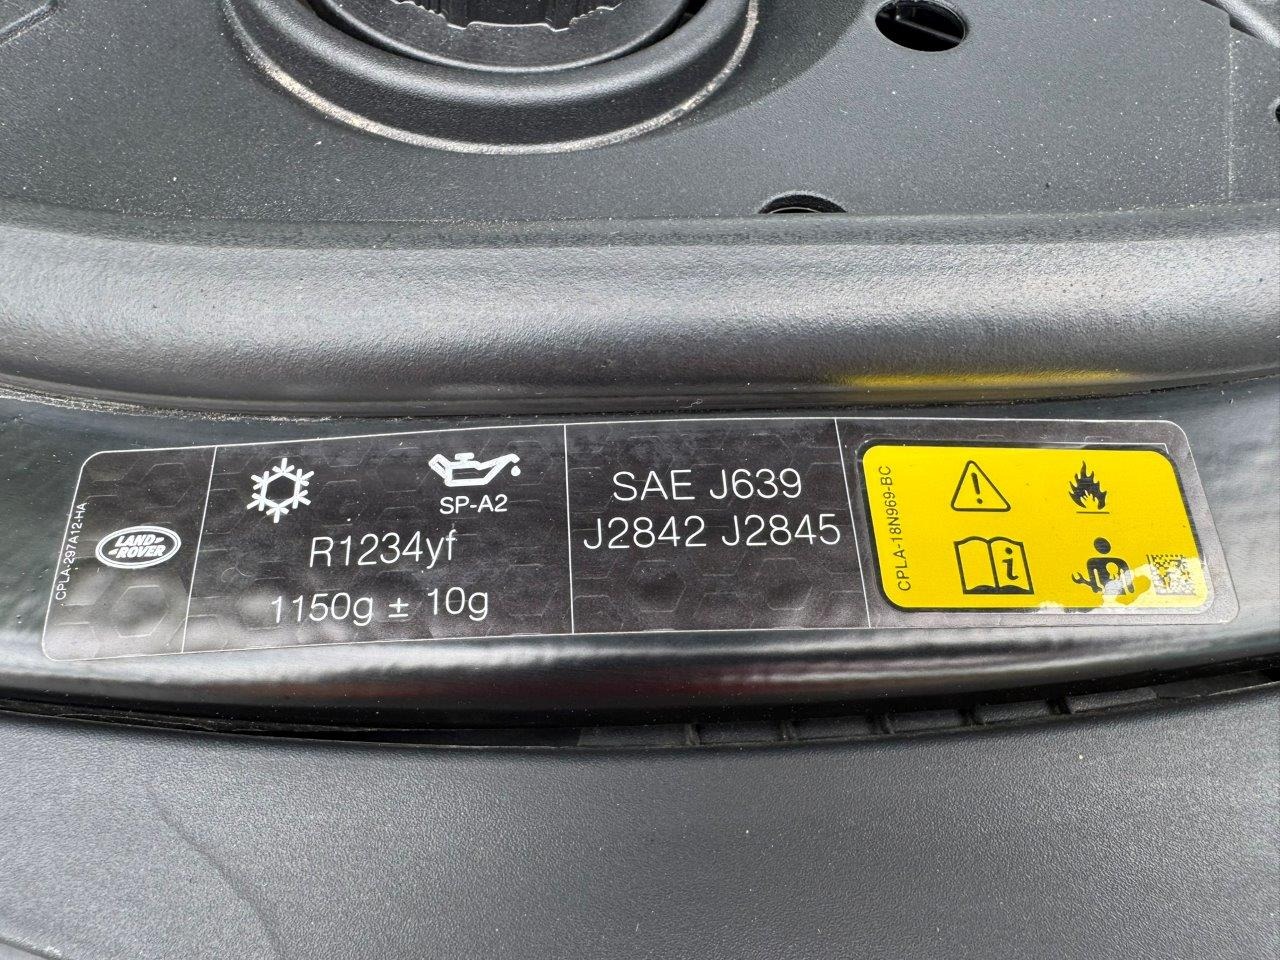 CPLA-297A12-HA
LAND-
-ROVER
SP-A2
R1234yf
1150g ± 10g
SAE J639
J2842 J2845
CPLA-18N969-BC
i